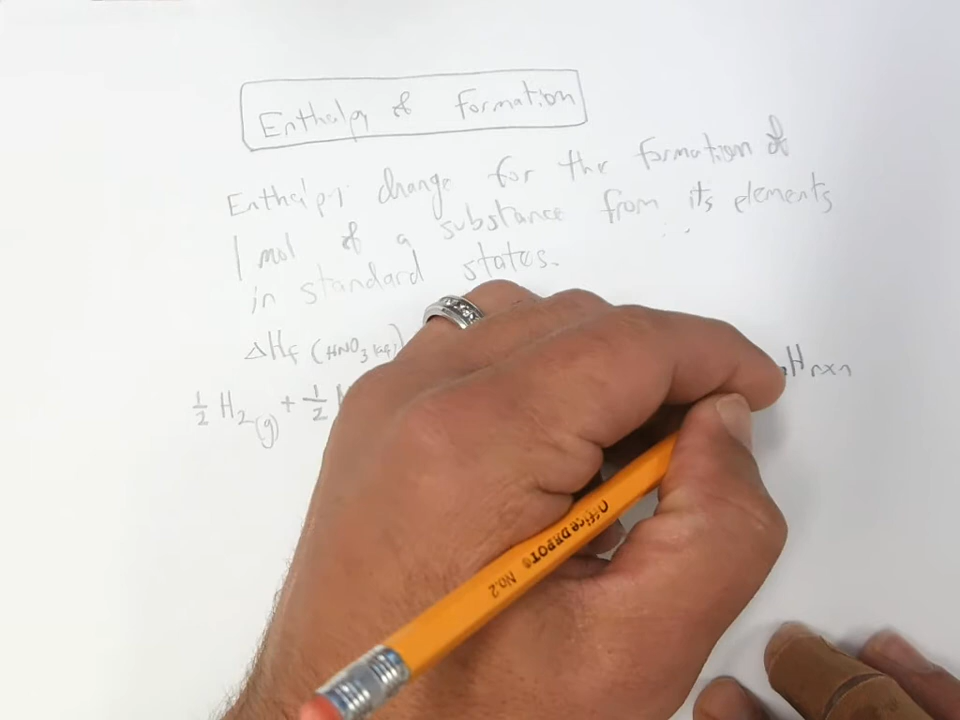 Enthalpy of formation
Enthalpy change for the formation of
1 mol of a substance from its elements
in standard states.
ΔHf (HNO3 (aq)
Hrxn
½ H2(g) + ½
Office DEPOT® No.2